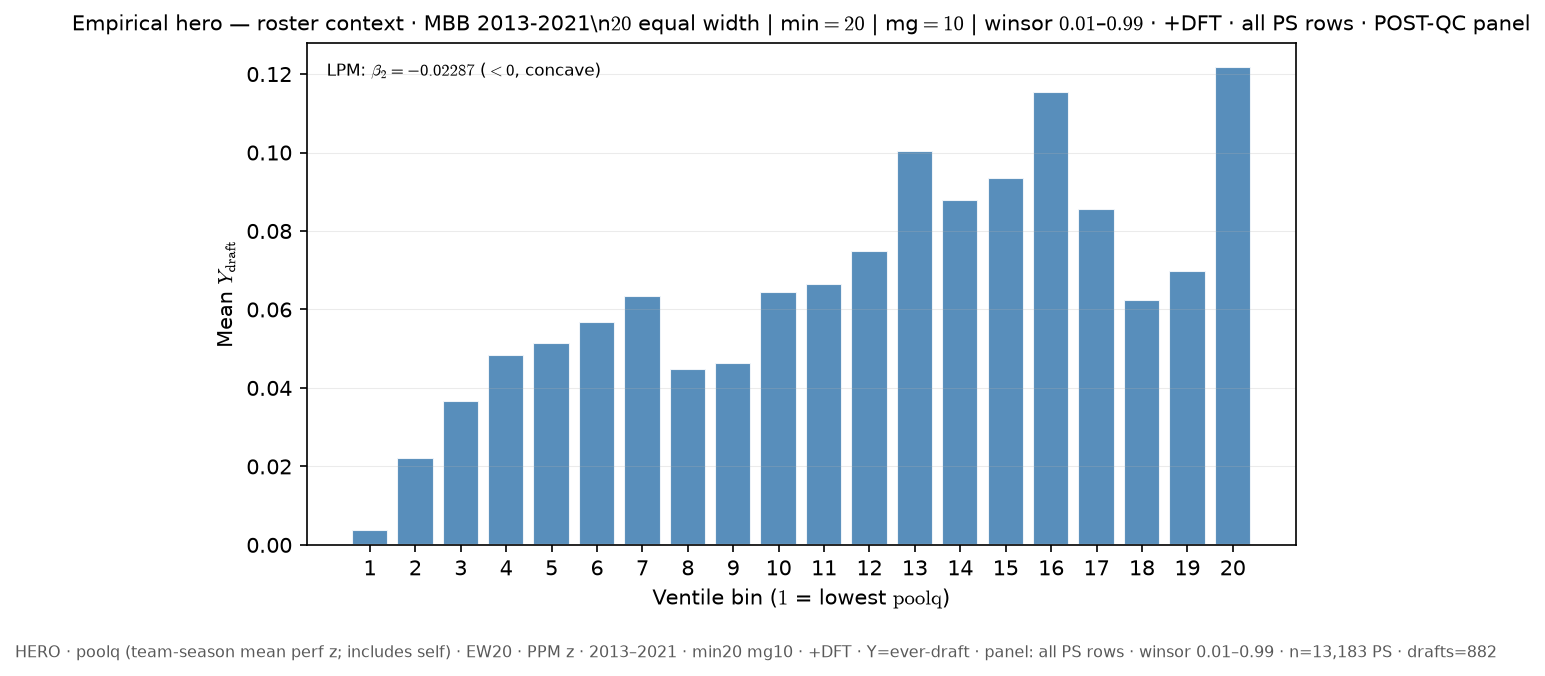 Empirical hero — roster context · MBB 2013-2021\n20 equal width | min = 20 | mg = 10 | winsor 0.01–0.99 · +DFT · all PS rows · POST-QC panel
LPM: β₂ = −0.02287 ( < 0, concave)
0.12
0.10
0.08
0.06
0.04
0.02
0.00
Mean Y_draft
1 2 3 4 5 6 7 8 9 10 11 12 13 14 15 16 17 18 19 20
Ventile bin (1 = lowest poolq)
HERO · poolq (team-season mean perf z; includes self) · EW20 · PPM z · 2013–2021 · min20 mg10 · +DFT · Y=ever-draft · panel: all PS rows · winsor 0.01–0.99 · n=13,183 PS · drafts=882